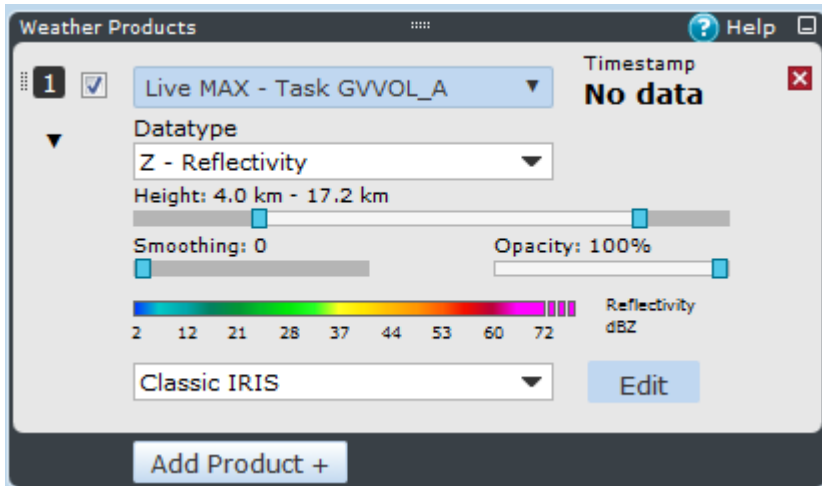 Weather Products
Help
1
Live MAX - Task GVVOL_A
Timestamp
No data
Datatype
Z - Reflectivity
Height: 4.0 km - 17.2 km
Smoothing: 0
Opacity: 100%
2 12 21 28 37 44 53 60 72
Reflectivity
dBZ
Classic IRIS
Edit
Add Product +